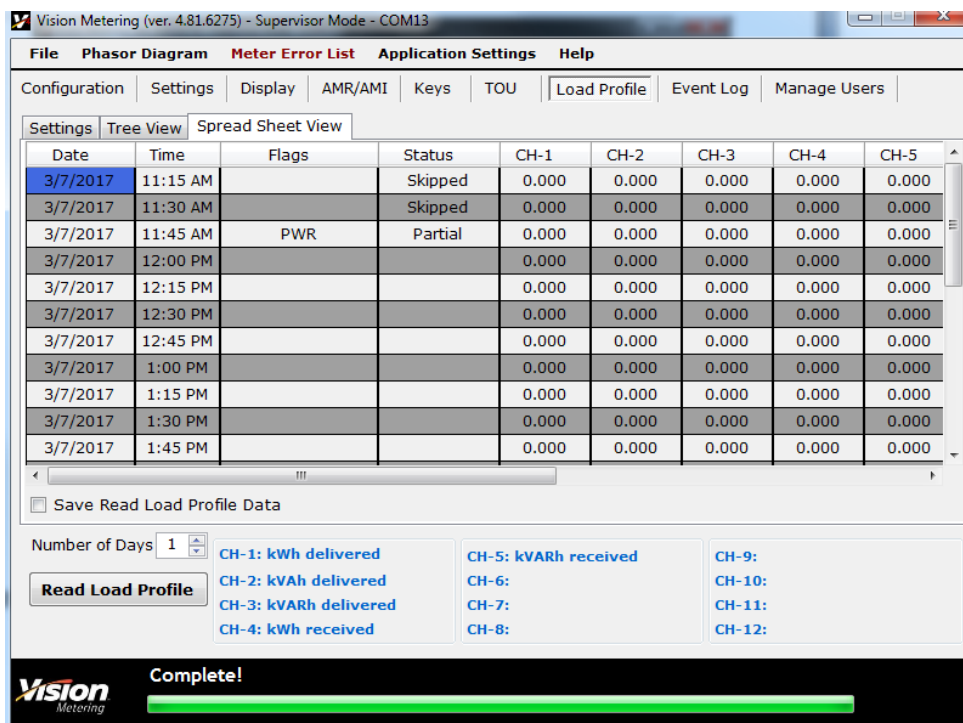 Vision Metering (ver. 4.81.6275) - Supervisor Mode - COM13
File Phasor Diagram Meter Error List Application Settings Help
Configuration Settings Display AMR/AMI Keys TOU Load Profile Event Log Manage Users
Settings Tree View Spread Sheet View
Date Time Flags Status CH-1 CH-2 CH-3 CH-4 CH-5
3/7/2017 11:15 AM Skipped 0.000 0.000 0.000 0.000 0.000
3/7/2017 11:30 AM Skipped 0.000 0.000 0.000 0.000 0.000
3/7/2017 11:45 AM PWR Partial 0.000 0.000 0.000 0.000 0.000
3/7/2017 12:00 PM 0.000 0.000 0.000 0.000 0.000
3/7/2017 12:15 PM 0.000 0.000 0.000 0.000 0.000
3/7/2017 12:30 PM 0.000 0.000 0.000 0.000 0.000
3/7/2017 12:45 PM 0.000 0.000 0.000 0.000 0.000
3/7/2017 1:00 PM 0.000 0.000 0.000 0.000 0.000
3/7/2017 1:15 PM 0.000 0.000 0.000 0.000 0.000
3/7/2017 1:30 PM 0.000 0.000 0.000 0.000 0.000
3/7/2017 1:45 PM 0.000 0.000 0.000 0.000 0.000
Save Read Load Profile Data
Number of Days 1
Read Load Profile
CH-1: kWh delivered
CH-2: kVAh delivered
CH-3: kVARh delivered
CH-4: kWh received
CH-5: kVARh received
CH-6:
CH-7:
CH-8:
CH-9:
CH-10:
CH-11:
CH-12:
Vision
Metering
Complete!